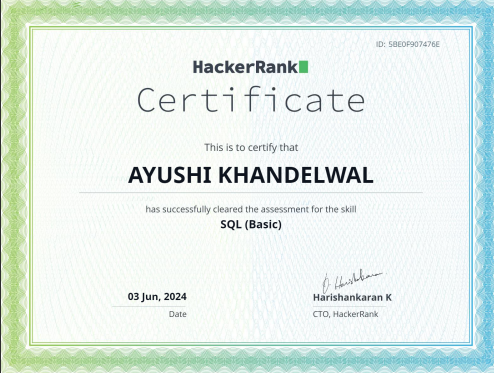 ID: 5BE0F907476E
HackerRank
Certificate
This is to certify that
AYUSHI KHANDELWAL
has successfully cleared the assessment for the skill
SQL (Basic)
03 Jun, 2024
Date
Harishankaran K
CTO, HackerRank